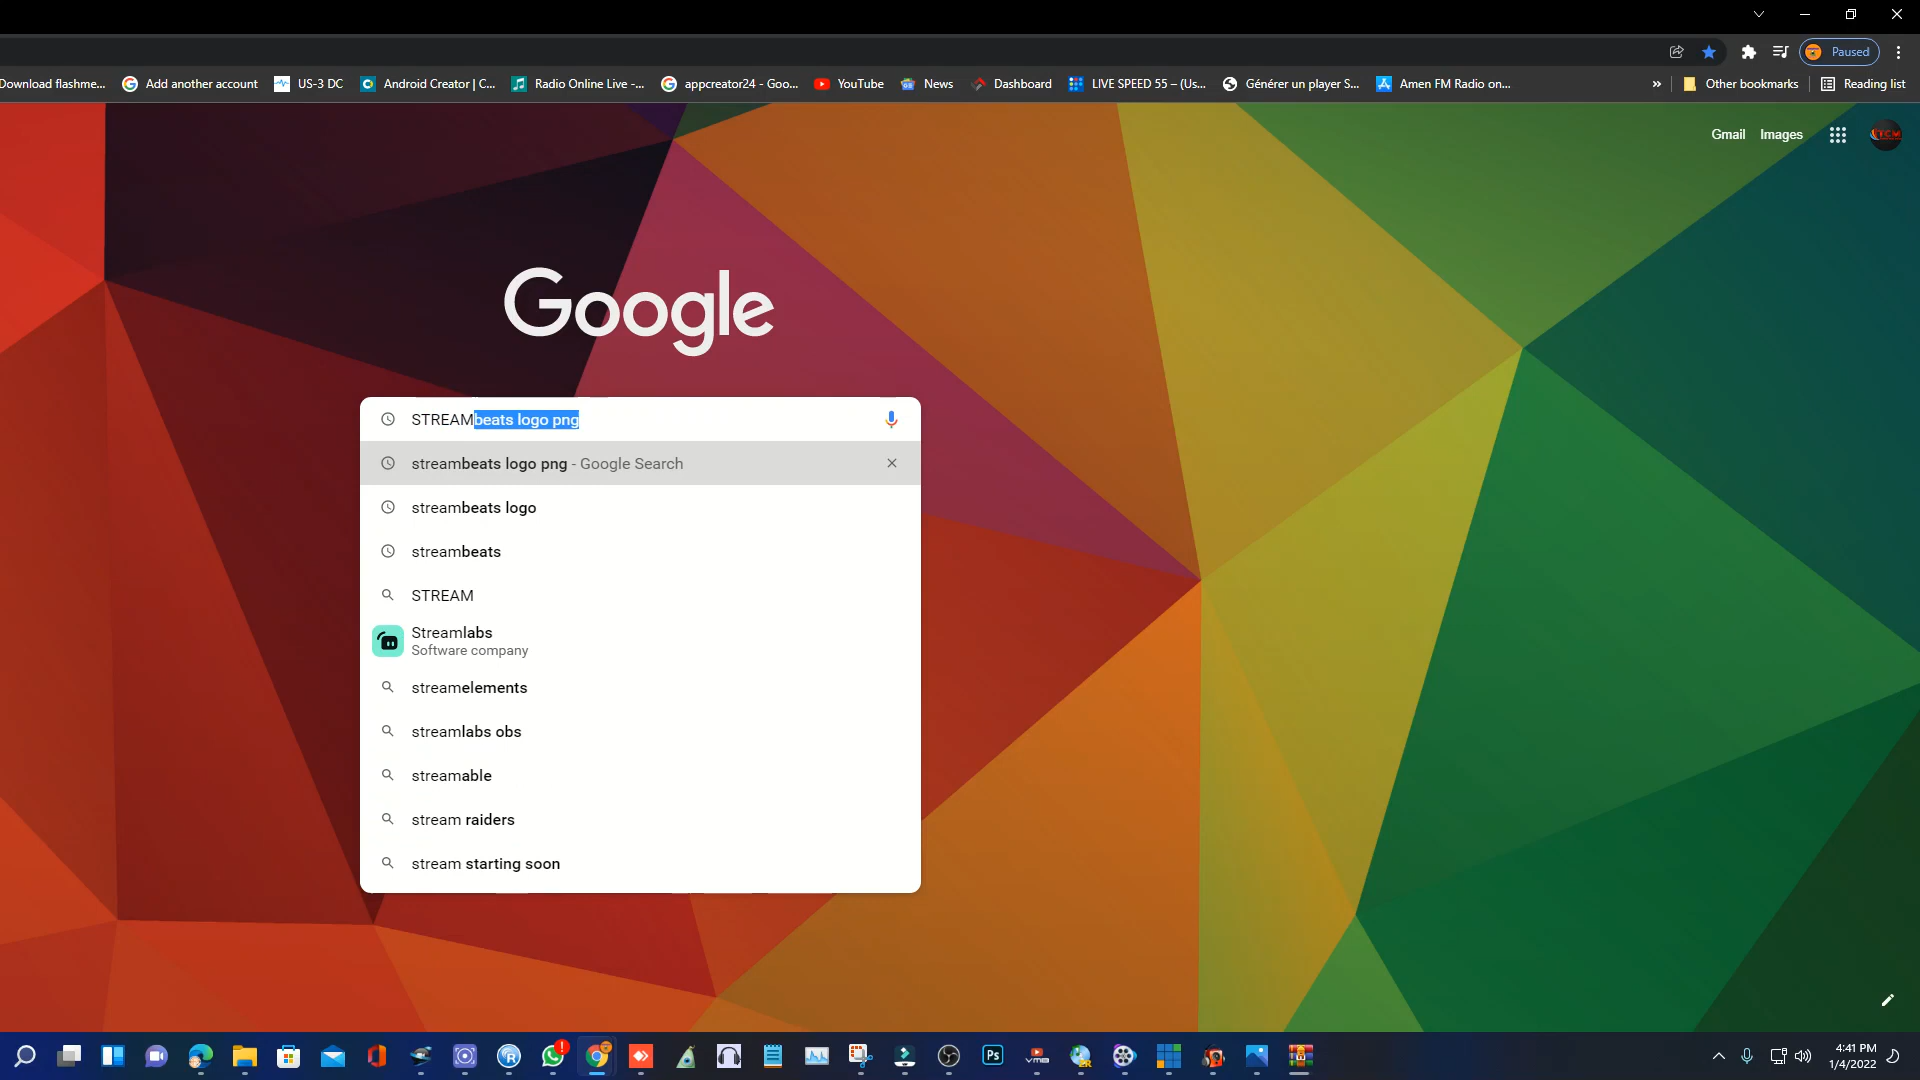 Paused
Download flashme...
Add another account
US-3 DC
Android Creator | C...
Radio Online Live -...
appcreator24 - Goo...
YouTube
News
Dashboard
LIVE SPEED 55 – (Us...
Générer un player S...
Amen FM Radio on...
»
Other bookmarks
Reading list
Gmail
Images
TCM
Google
STREAMbeats logo png
streambeats logo png - Google Search
streambeats logo
streambeats
STREAM
Streamlabs
Software company
streamelements
streamlabs obs
streamable
stream raiders
stream starting soon
Ps
4:41 PM
1/4/2022